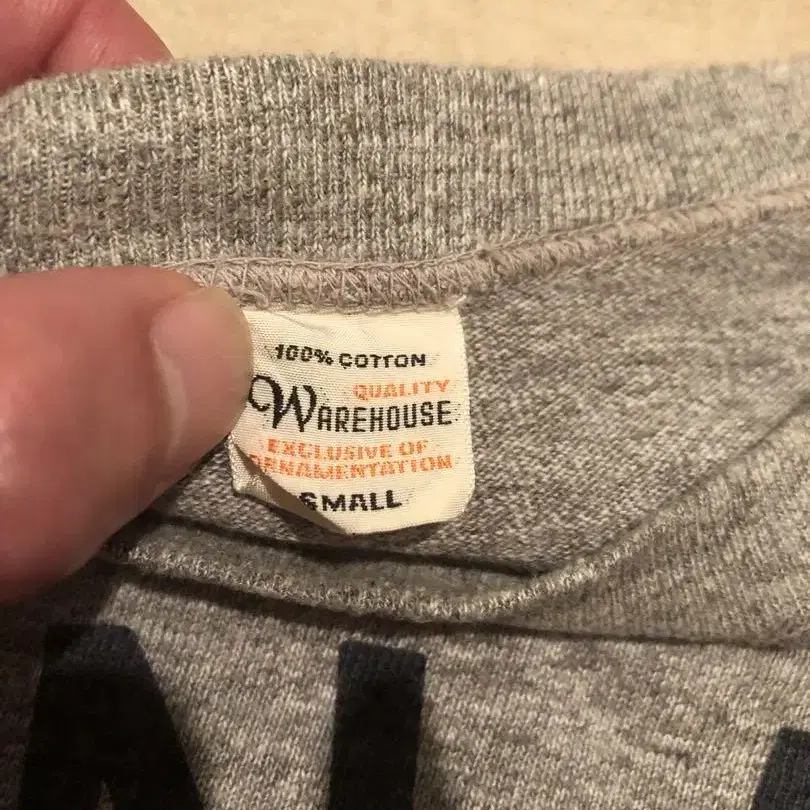 100% COTTON
QUALITY
WAREHOUSE
EXCLUSIVE OF
ORNAMENTATION
SMALL